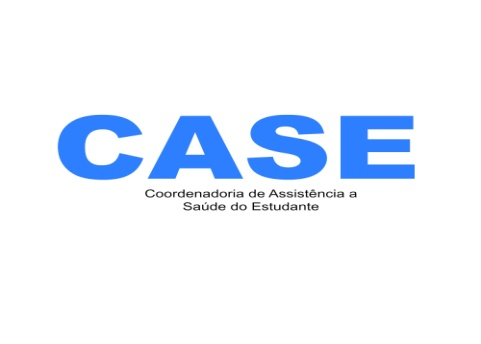 CASE
Coordenadoria de Assistência a
Saúde do Estudante